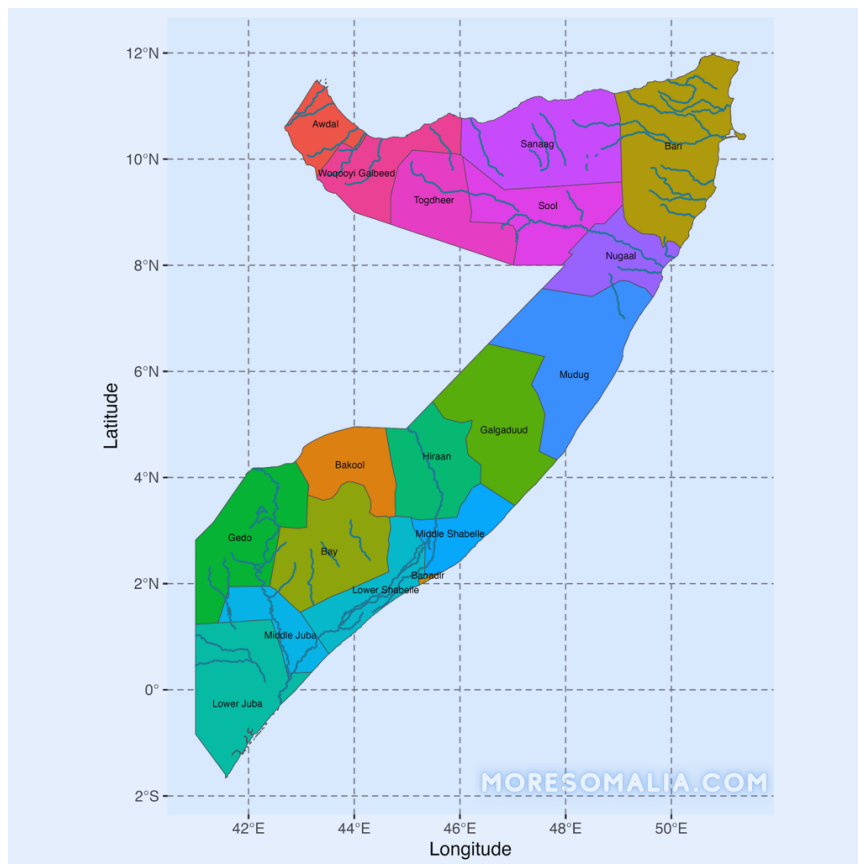 12°N
Awdal
Sanaag
Bari
10°N
Woqooyi Galbeed
Togdheer
Sool
Nugaal
8°N
Mudug
6°N
Galgaduud
Hiraan
Bakool
4°N
Gedo
Middle Shabelle
Bay
Banadir
2°N
Lower Shabelle
Middle Juba
0°
Lower Juba
MORESOMALIA.COM
2°S
42°E 44°E 46°E 48°E 50°E
Longitude
Latitude